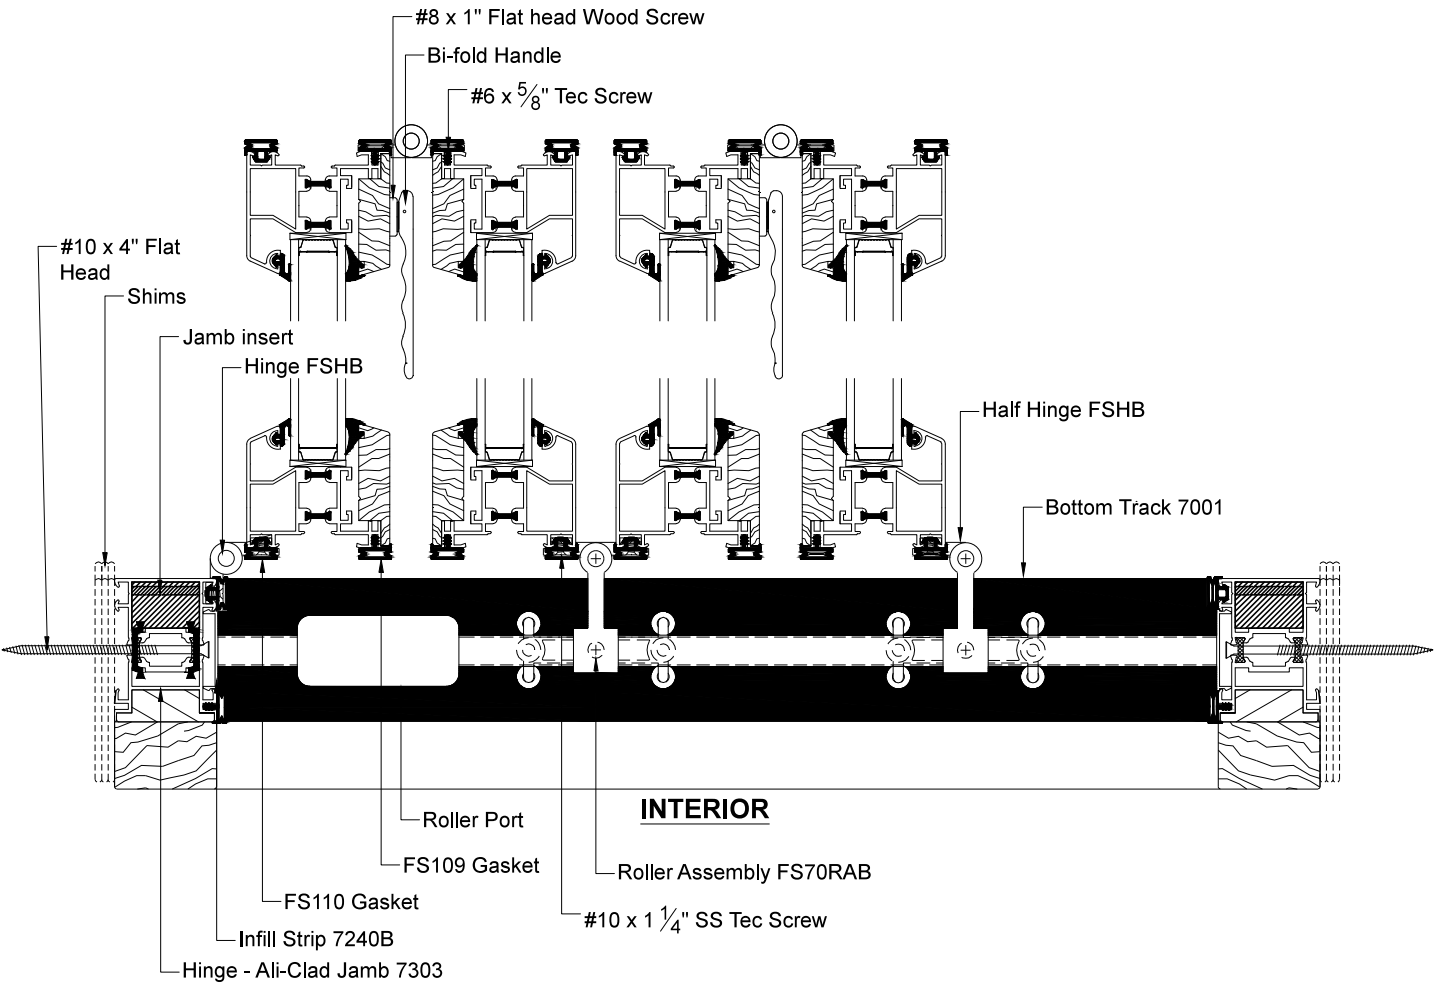 #8 x 1" Flat head Wood Screw
Bi-fold Handle
#6 x 5/8" Tec Screw
#10 x 4" Flat
Head
Shims
Jamb insert
Hinge FSHB
Half Hinge FSHB
Bottom Track 7001
INTERIOR
Roller Port
FS109 Gasket
Roller Assembly FS70RAB
FS110 Gasket
#10 x 1 1/4" SS Tec Screw
Infill Strip 7240B
Hinge - Ali-Clad Jamb 7303